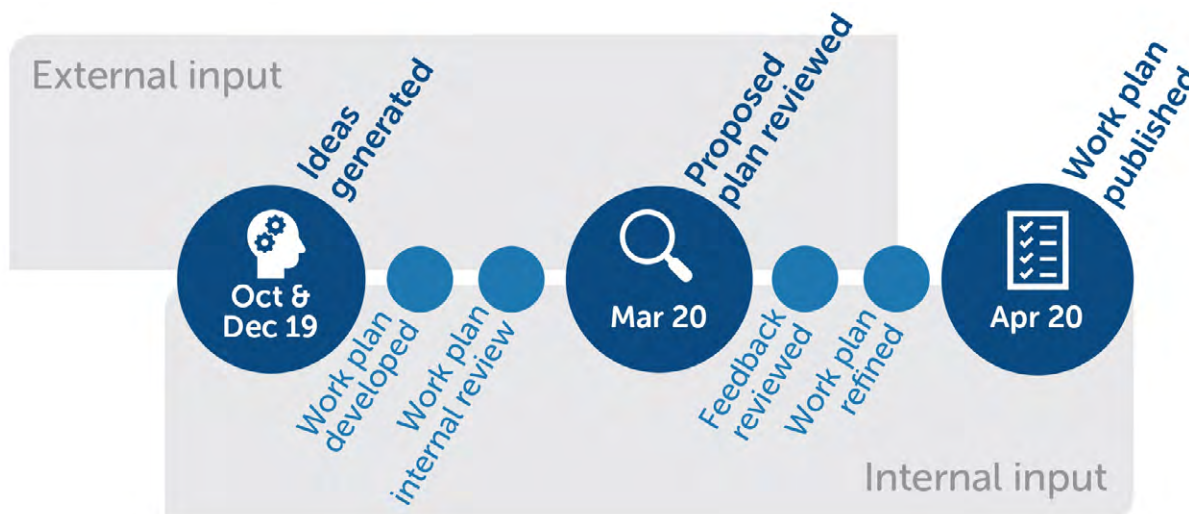 External input
Ideas
generated
Proposed
plan reviewed
Work plan
published
Oct &
Dec 19
Mar 20
Apr 20
Work plan
developed
Work plan
internal review
Feedback
reviewed
Work plan
refined
Internal input